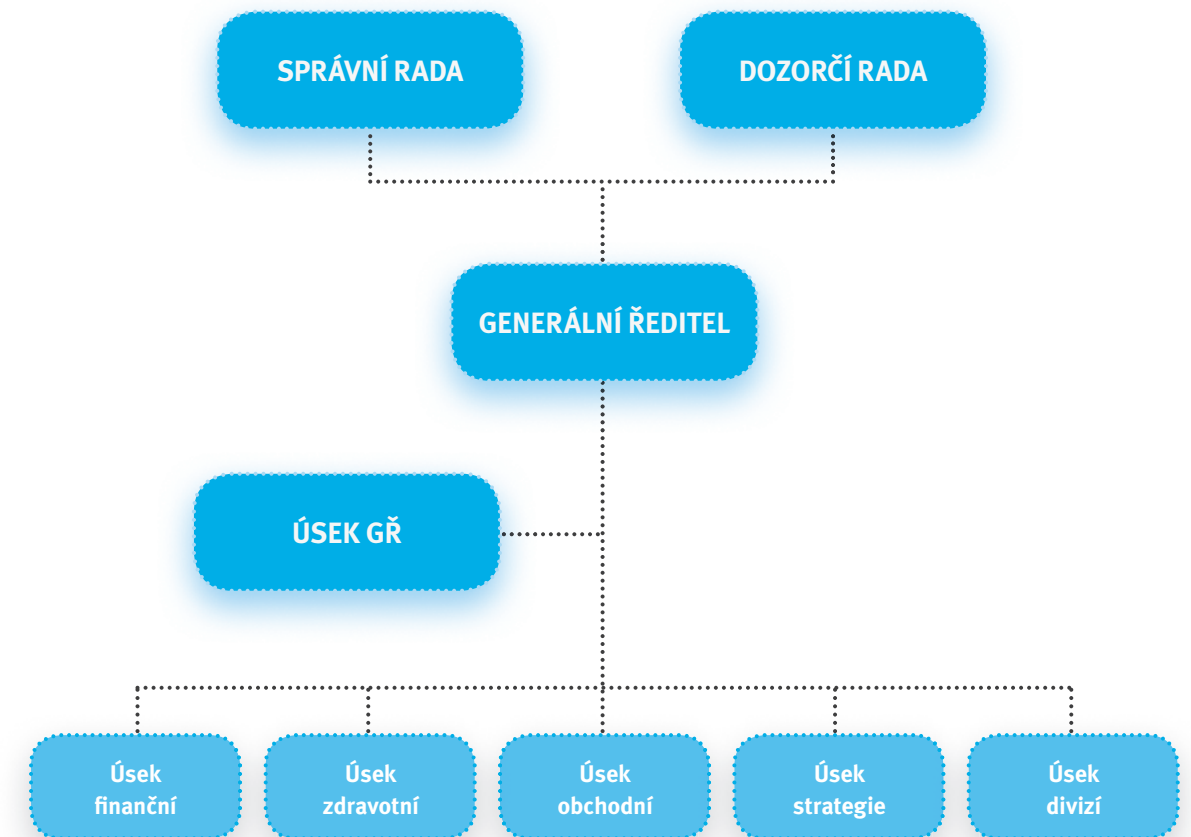 SPRÁVNÍ RADA
DOZORČÍ RADA
GENERÁLNÍ ŘEDITEL
ÚSEK GŘ
Úsek
finanční
Úsek
zdravotní
Úsek
obchodní
Úsek
strategie
Úsek
divizí